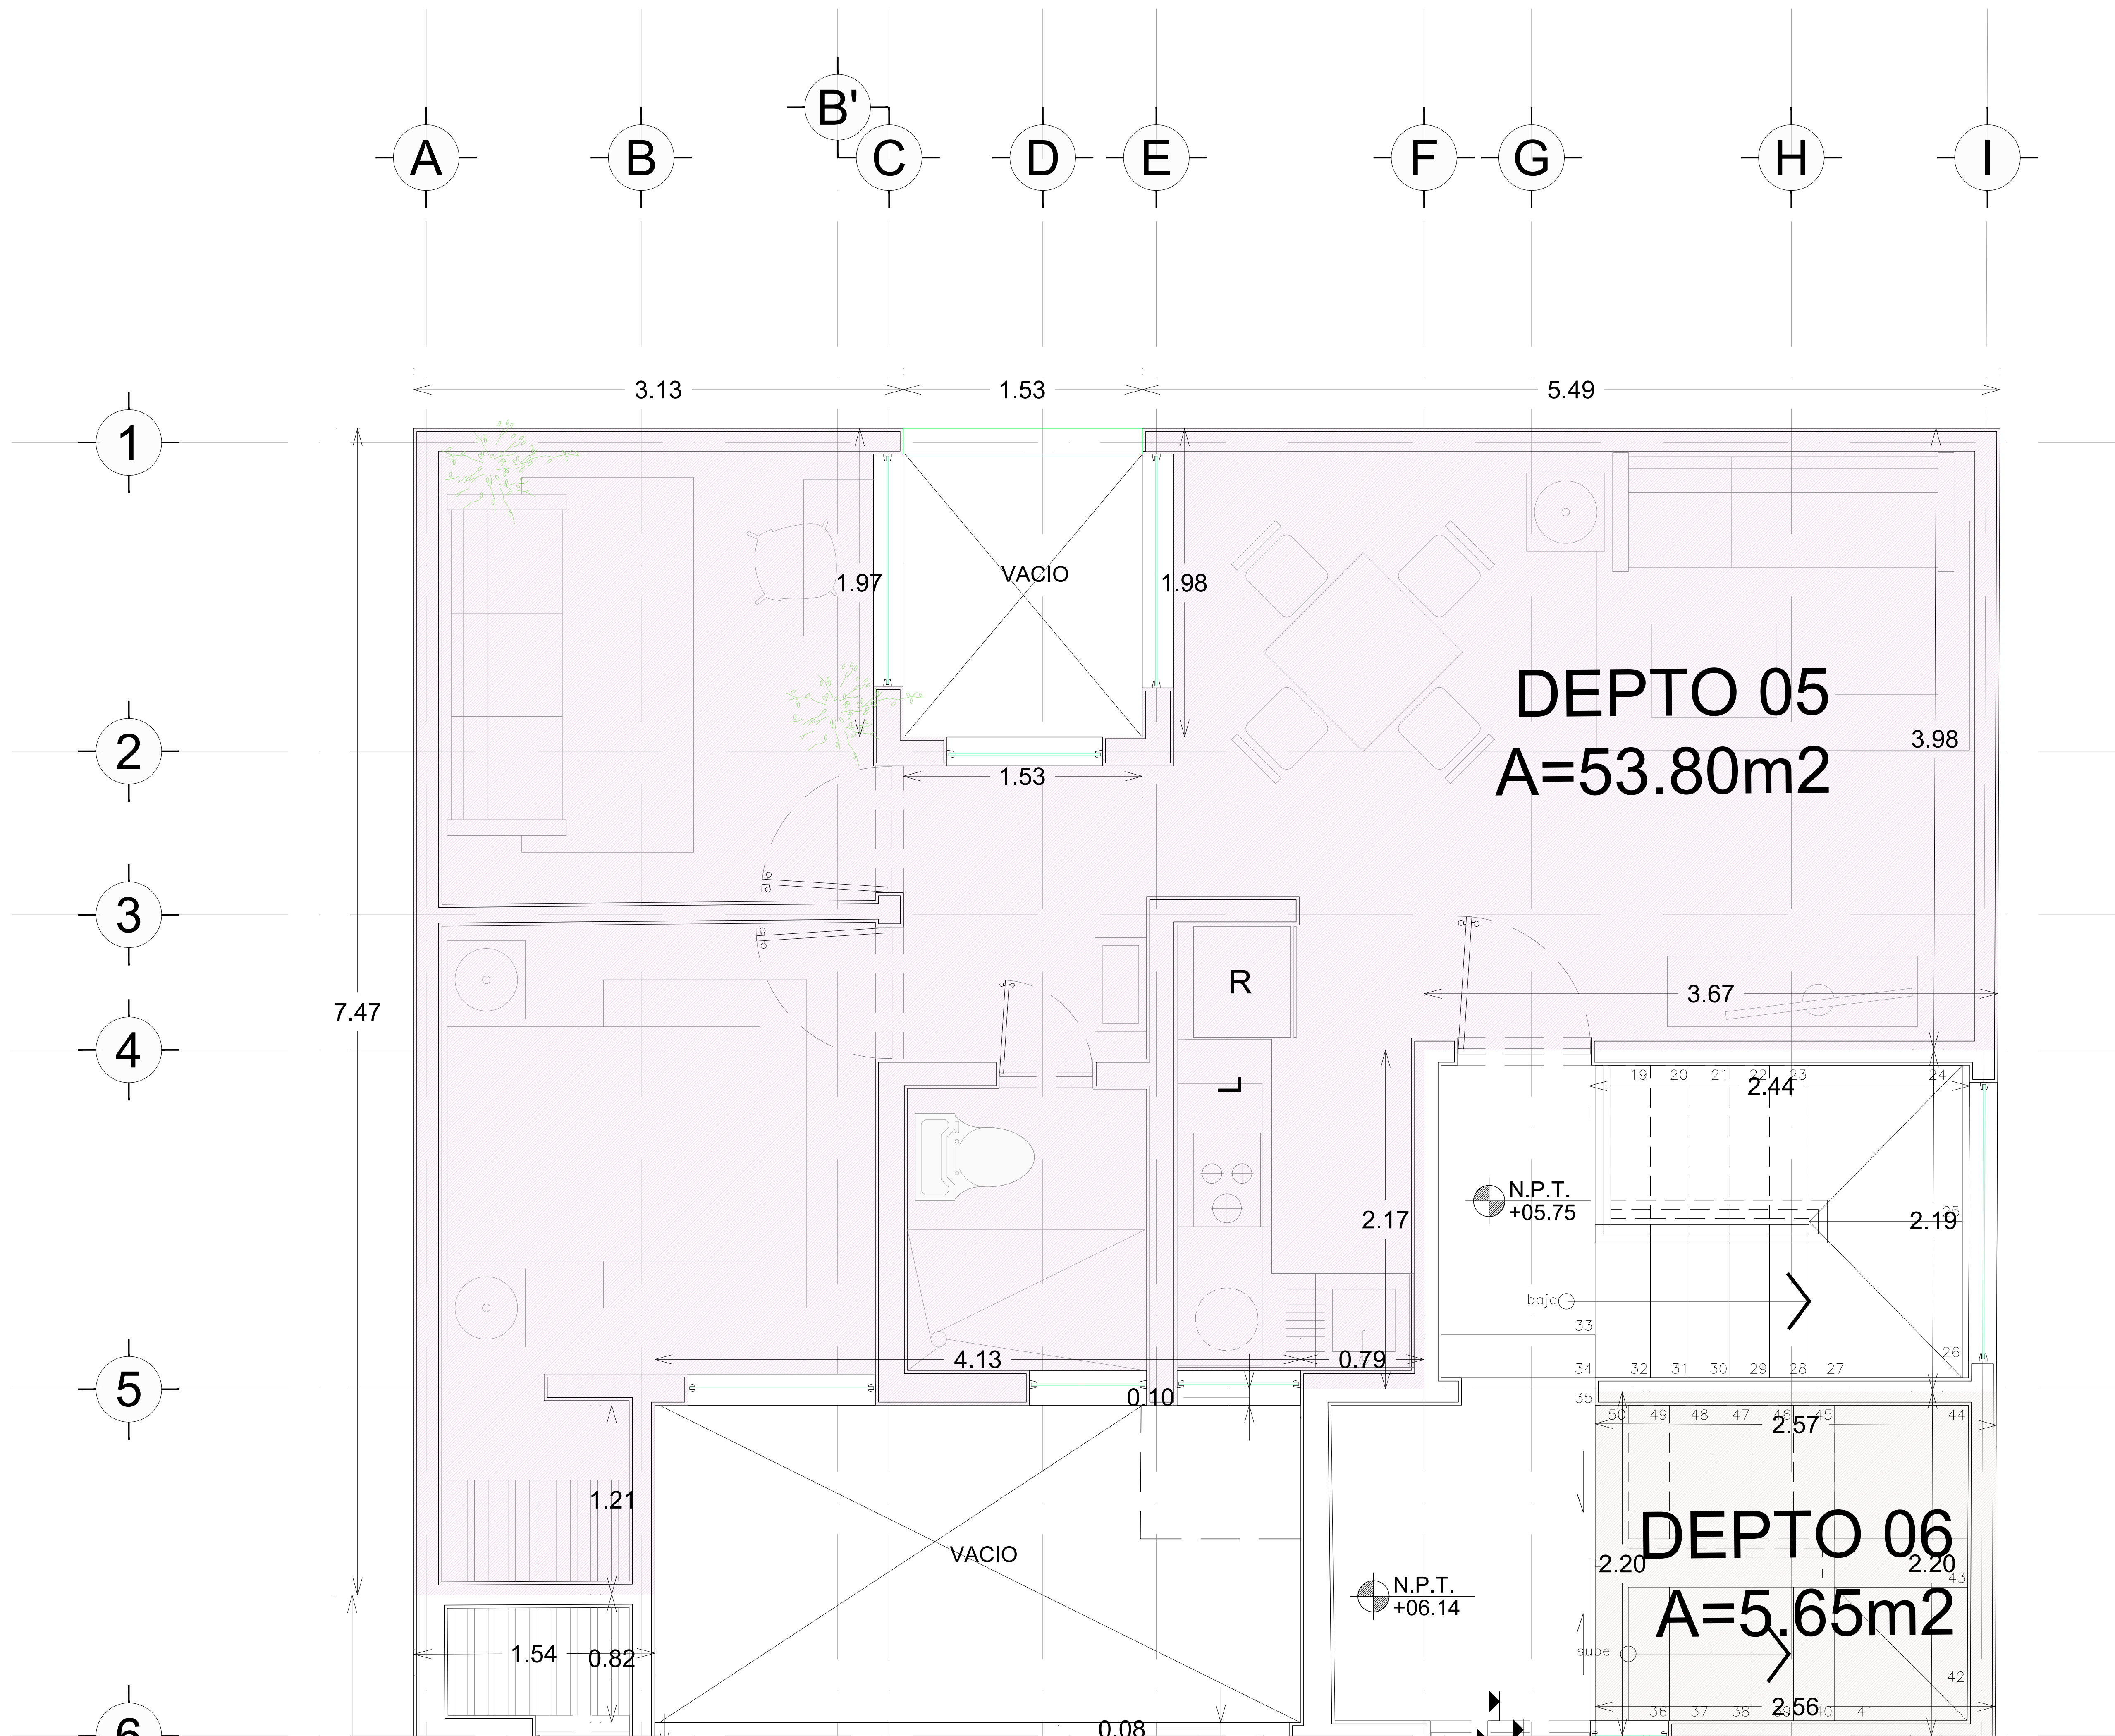 B'
A B C D E F G H I
3.13 1.53 5.49
1
1.97 VACIO 1.98
DEPTO 05
A=53.80m2
2
3.98
1.53
3
R
3.67
7.47
4
19 20 21 22 23 24
2.44
L
N.P.T.
+05.75
2.17
2.19
25
baja
33
4.13 0.79
34 32 31 30 29 28 27 26
5
0.10
35
50 49 48 47 46 45 44
2.57
1.21
DEPTO 06
VACIO
2.20 2.20
43
N.P.T.
+06.14
A=5.65m2
1.54 0.82
sube
42
36 37 38 39 40 41
2.56
0.08
6